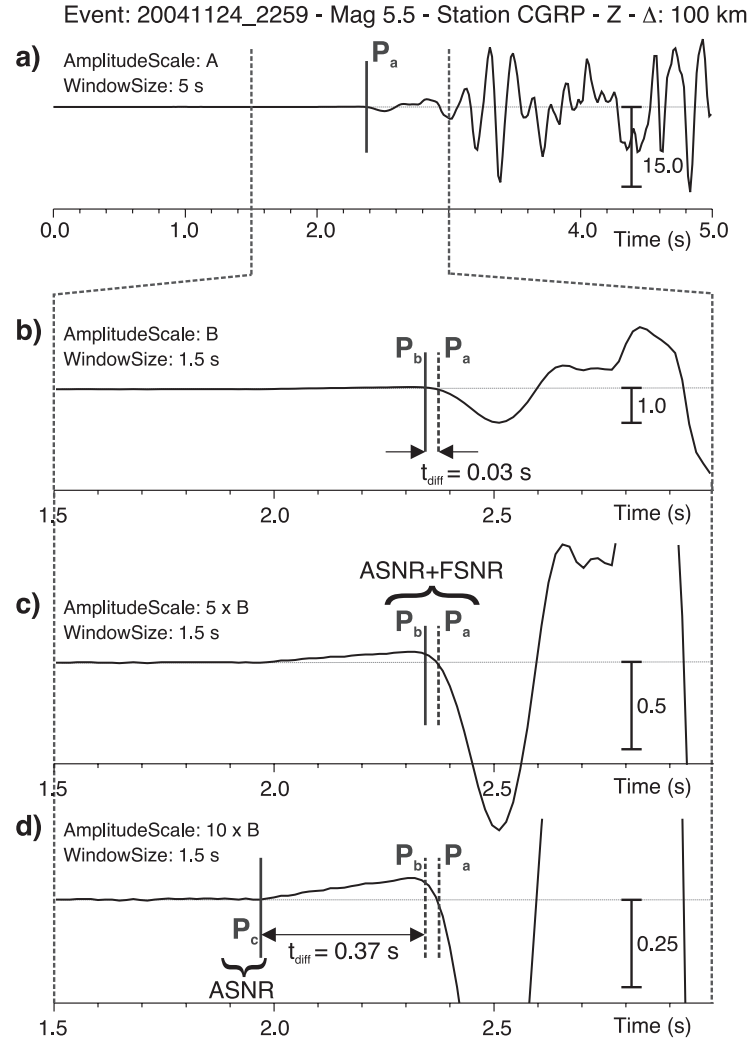 Event: 20041124_2259 - Mag 5.5 - Station CGRP - Z - Δ: 100 km
a)
AmplitudeScale: A
WindowSize: 5 s
Pa
15.0
0.0 1.0 2.0 4.0 5.0
Time (s)
b)
AmplitudeScale: B
WindowSize: 1.5 s
Pb Pa
1.0
tdiff = 0.03 s
1.5 2.0 2.5
Time (s)
ASNR+FSNR
c)
AmplitudeScale: 5 x B
WindowSize: 1.5 s
Pb Pa
0.5
1.5 2.0 2.5
Time (s)
d)
AmplitudeScale: 10 x B
WindowSize: 1.5 s
Pb Pa
Pc
tdiff = 0.37 s
0.25
ASNR
1.5 2.0 2.5
Time (s)